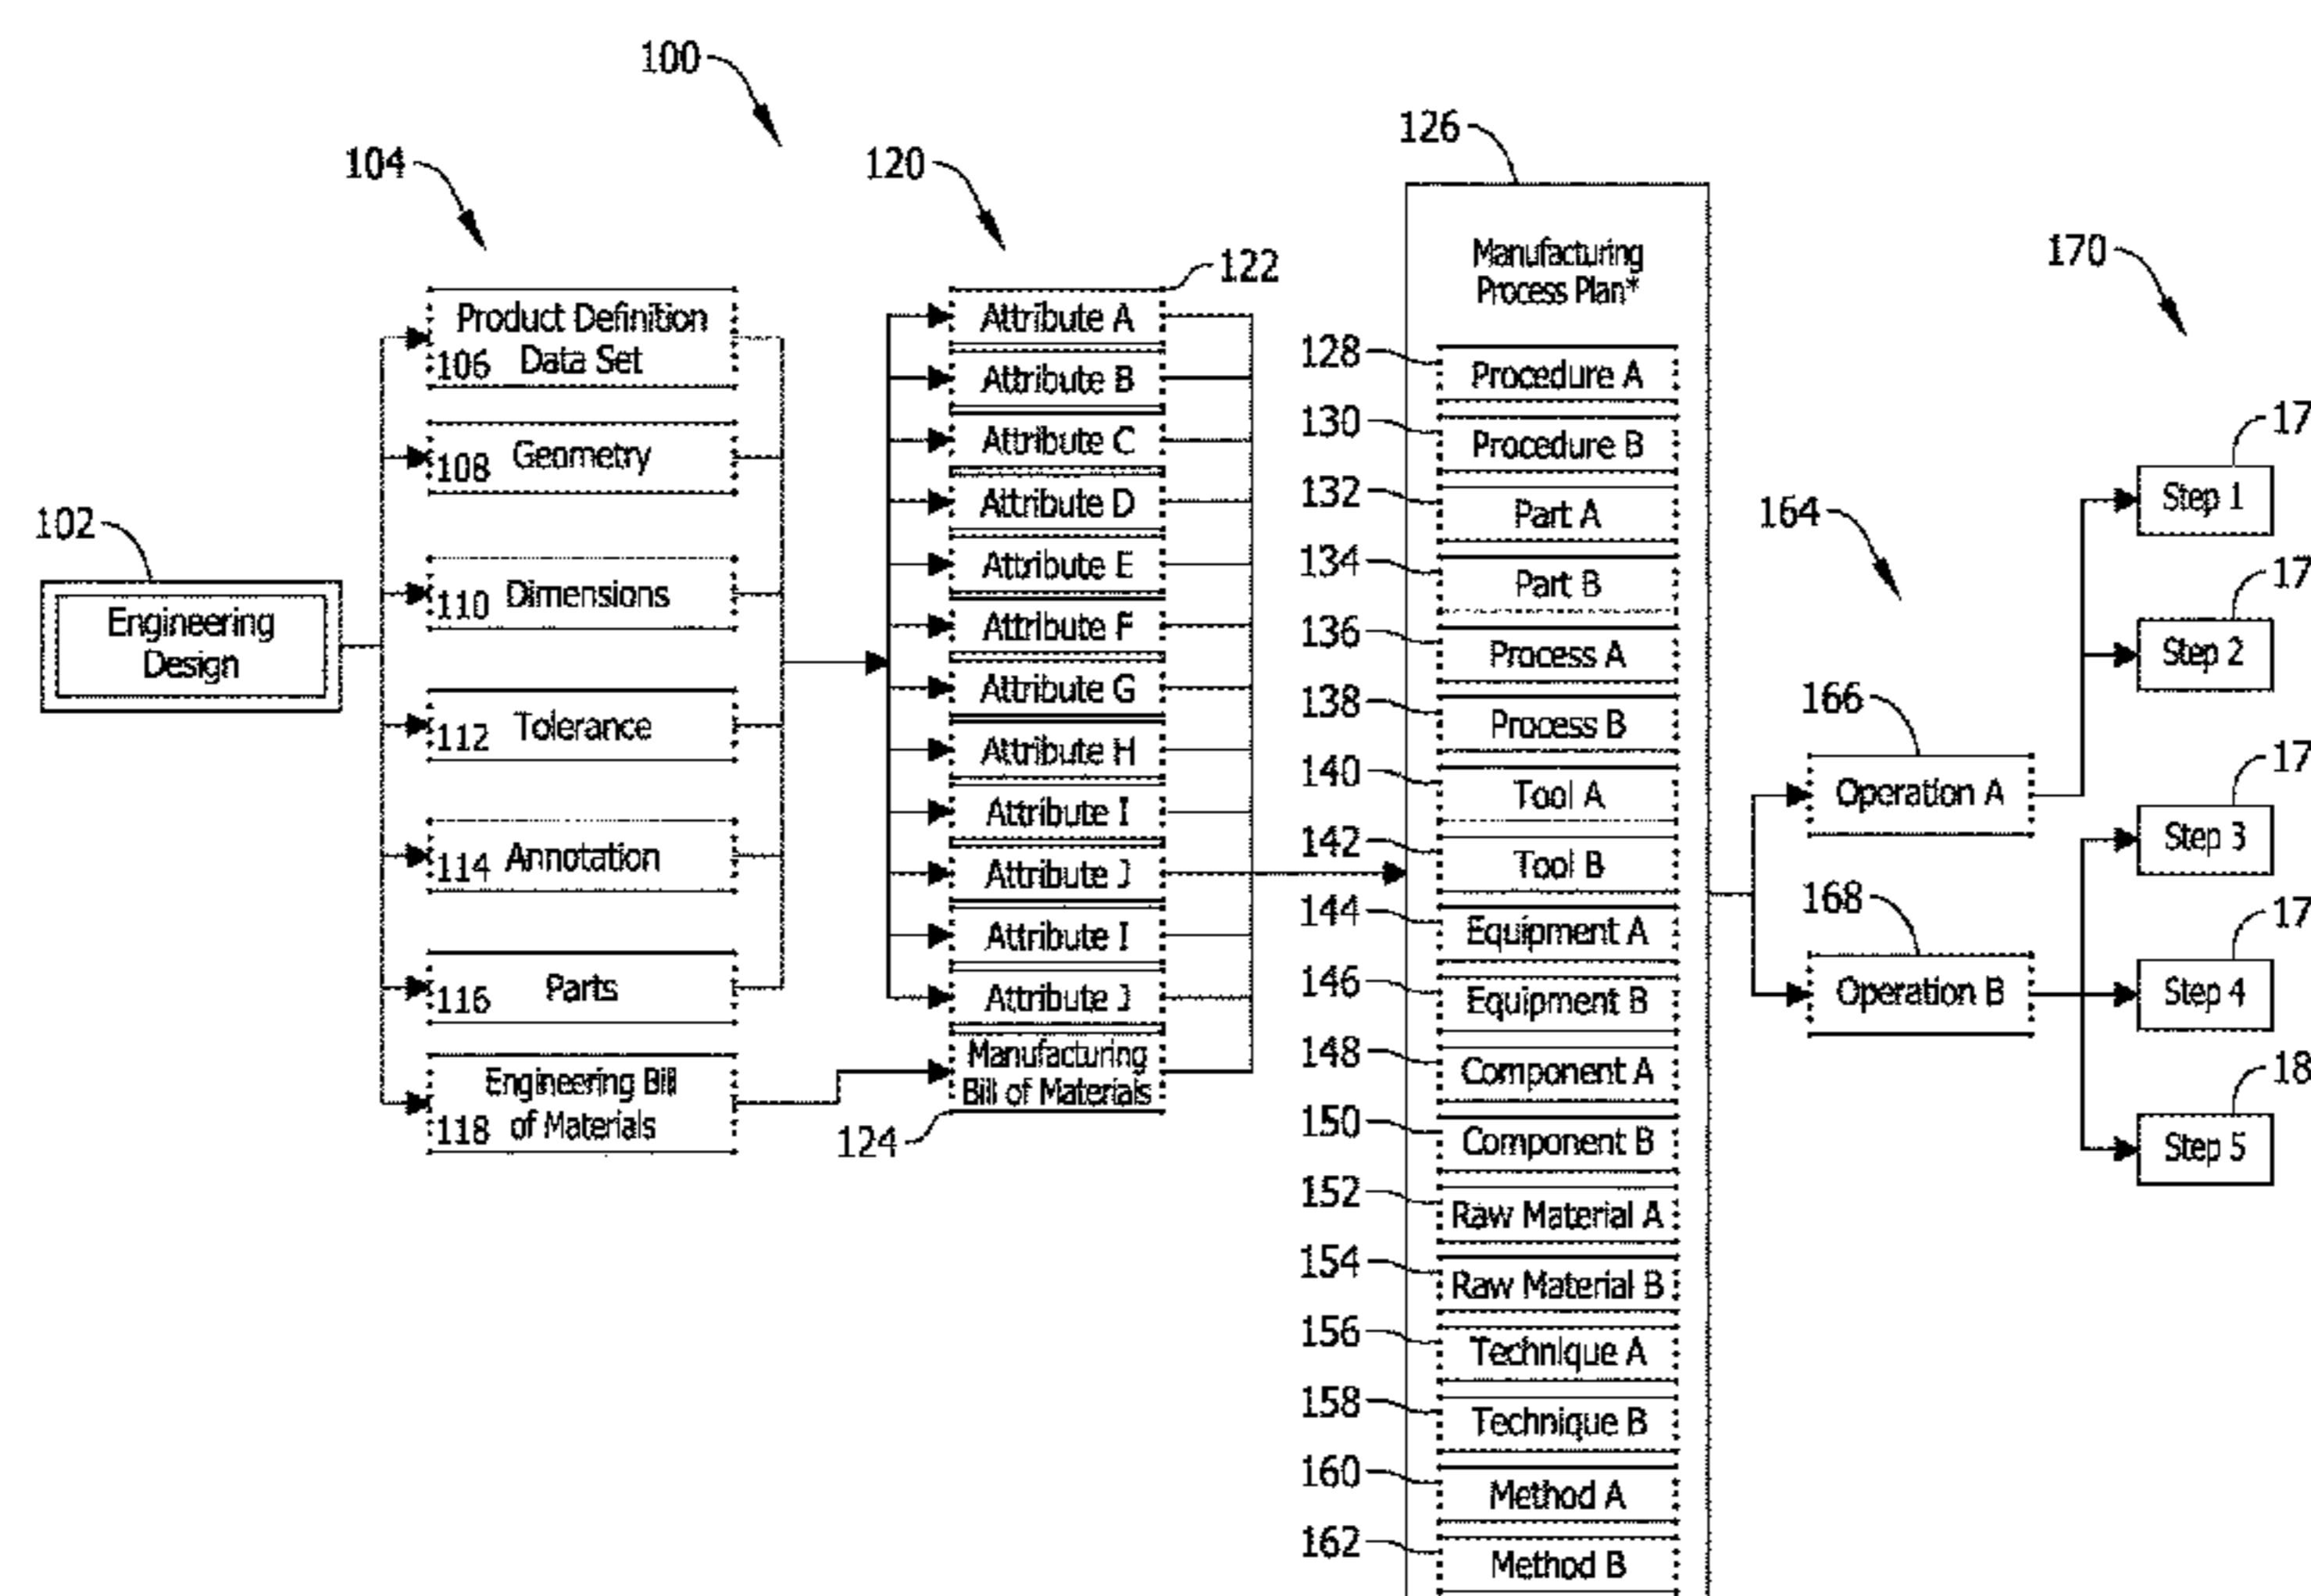 100
104
120
126
170
122
Manufacturing
Process Plan*
102
Engineering
Design
Product Definition
106 Data Set
108 Geometry
110 Dimensions
112 Tolerance
114 Annotation
116 Parts
Engineering Bill
118 of Materials
Attribute A
Attribute B
Attribute C
Attribute D
Attribute E
Attribute F
Attribute G
Attribute H
Attribute I
Attribute J
Attribute I
Attribute J
Manufacturing
Bill of Materials
124
128 Procedure A
130 Procedure B
132 Part A
134 Part B
136 Process A
138 Process B
140 Tool A
142 Tool B
144 Equipment A
146 Equipment B
148 Component A
150 Component B
152 Raw Material A
154 Raw Material B
156 Technique A
158 Technique B
160 Method A
162 Method B
164
166
Operation A
168
Operation B
17
Step 1
17
Step 2
17
Step 3
17
Step 4
18
Step 5